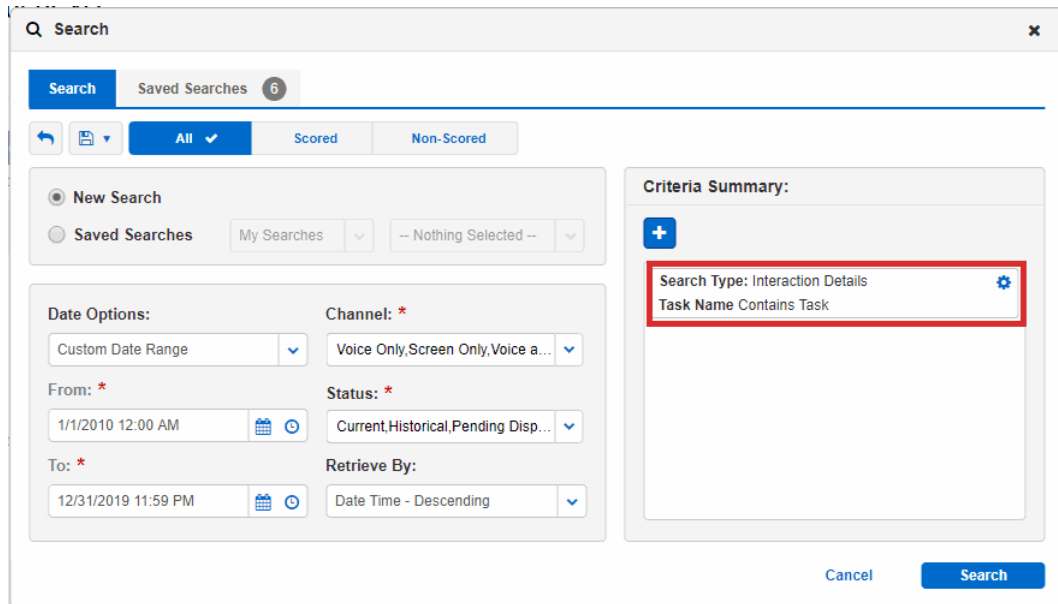 Search
Search
Saved Searches 6
All
Scored
Non-Scored
New Search
Saved Searches
My Searches
-- Nothing Selected --
Date Options:
Custom Date Range
From: *
1/1/2010 12:00 AM
To: *
12/31/2019 11:59 PM
Channel: *
Voice Only,Screen Only,Voice a...
Status: *
Current,Historical,Pending Disp...
Retrieve By:
Date Time - Descending
Criteria Summary:
Search Type: Interaction Details
Task Name Contains Task
Cancel
Search